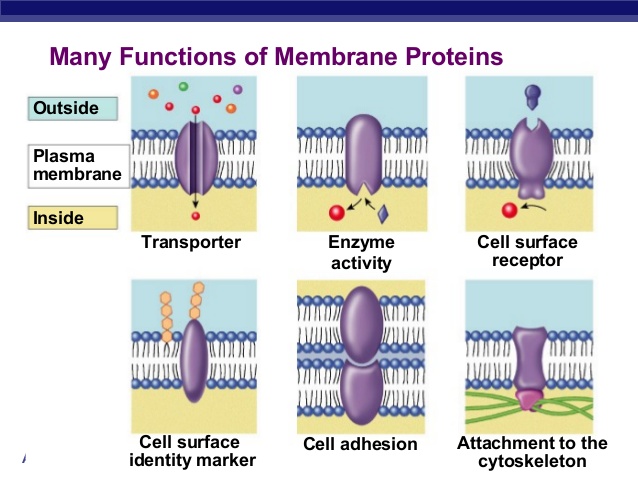 Many Functions of Membrane Proteins
Outside
Plasma
membrane
Inside
Transporter
Enzyme
activity
Cell surface
receptor
Cell surface
identity marker
Cell adhesion
Attachment to the
cytoskeleton